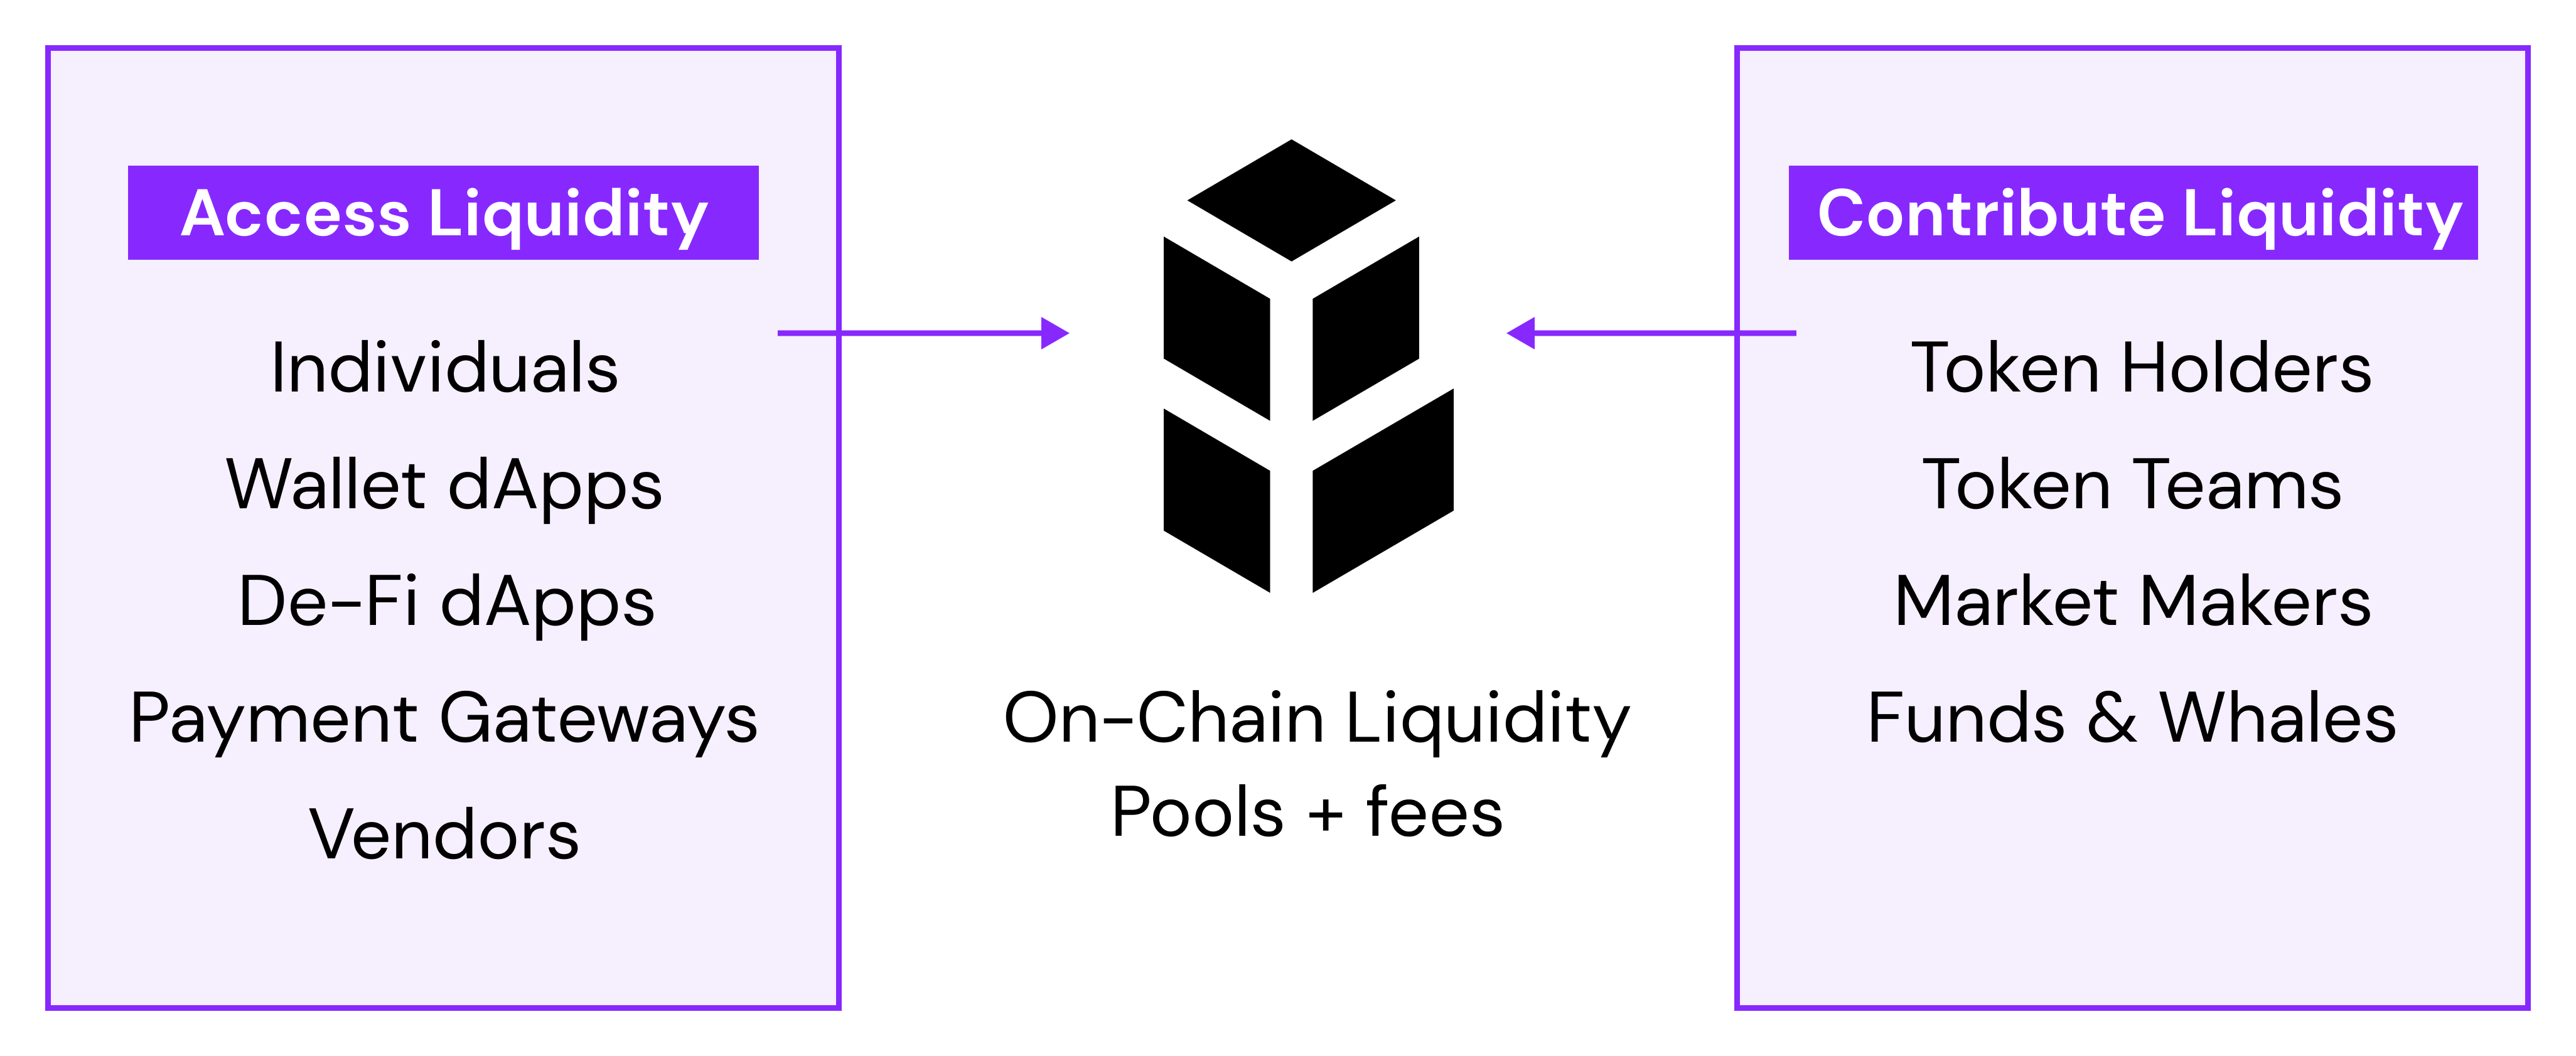 Access Liquidity
Individuals
Wallet dApps
De-Fi dApps
Payment Gateways
Vendors
On-Chain Liquidity
Pools + fees
Contribute Liquidity
Token Holders
Token Teams
Market Makers
Funds & Whales